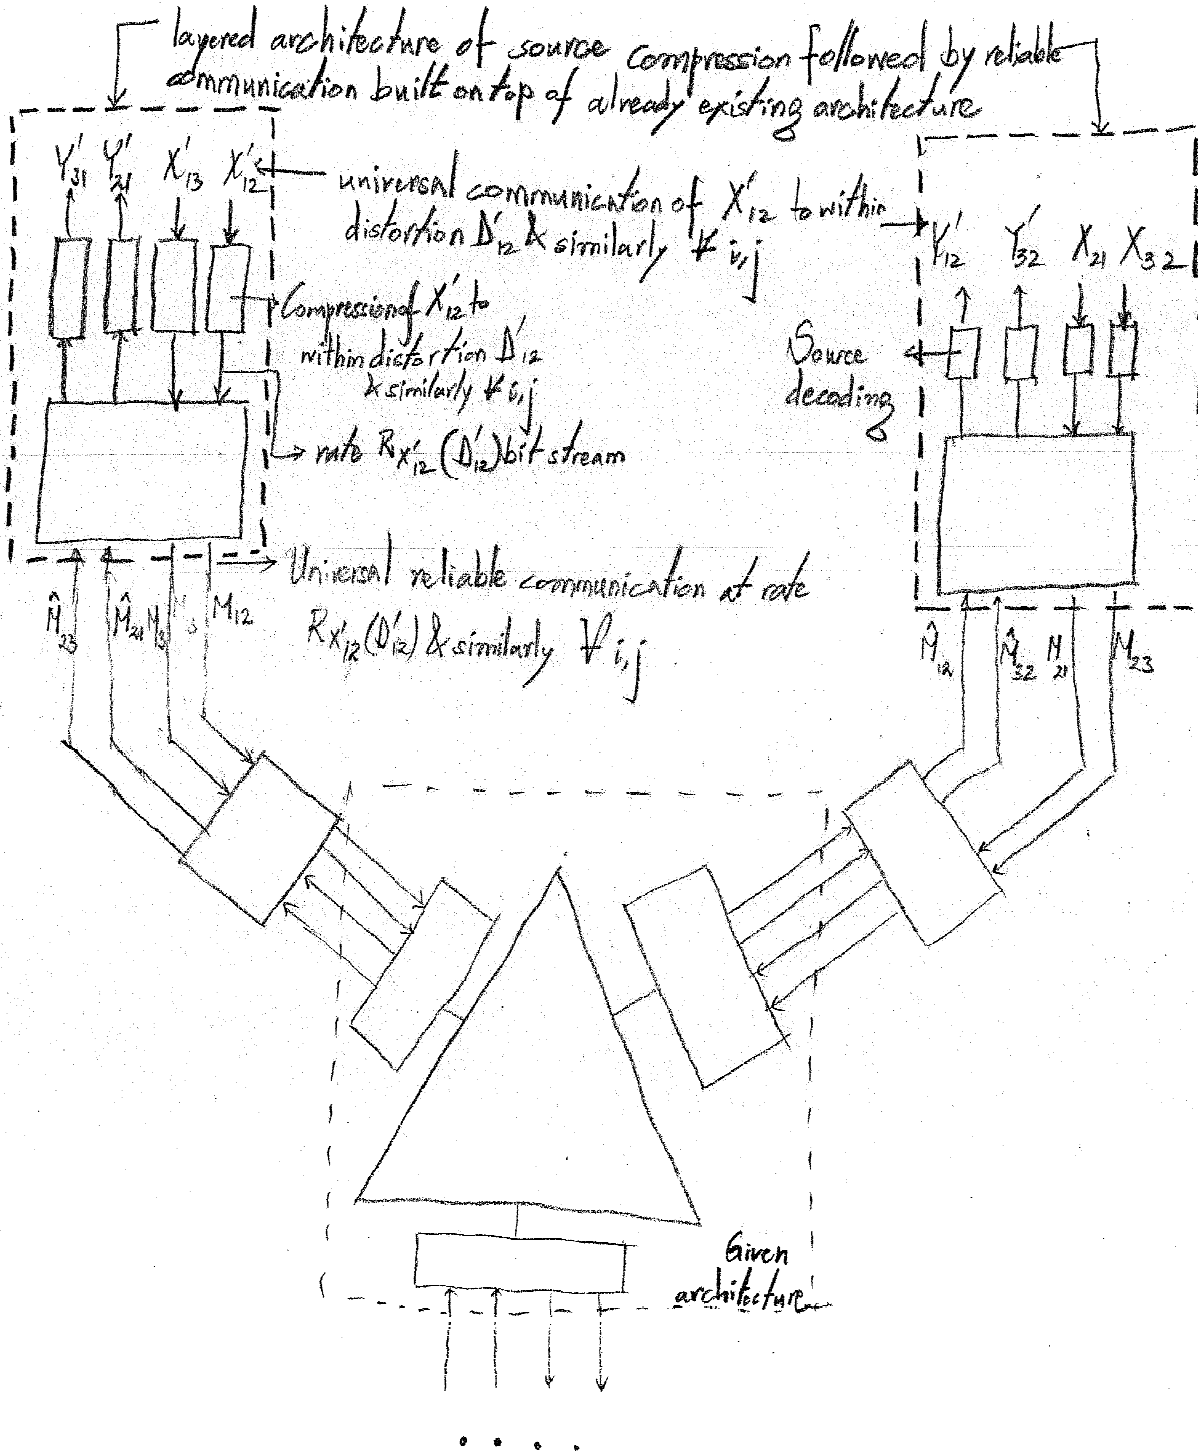 layered architecture of source compression followed by reliable
communication built on top of already existing architecture
Y'31 Y'21 X'13 X'12
universal communication of X'12 to within
distortion D'12 & similarly ∀ i,j
Y'12 Y'32 X21 X32
Compression of X'12 to
within distortion D'12
& similarly ∀ i,j
Source
decoding
rate R_X'12 (D'12) bit stream
Universal reliable communication at rate
R_X'12 (D'12) & similarly ∀ i,j
M̂23 M̂21 M12
M̂12 M̂32 M21 M23
Given
architecture